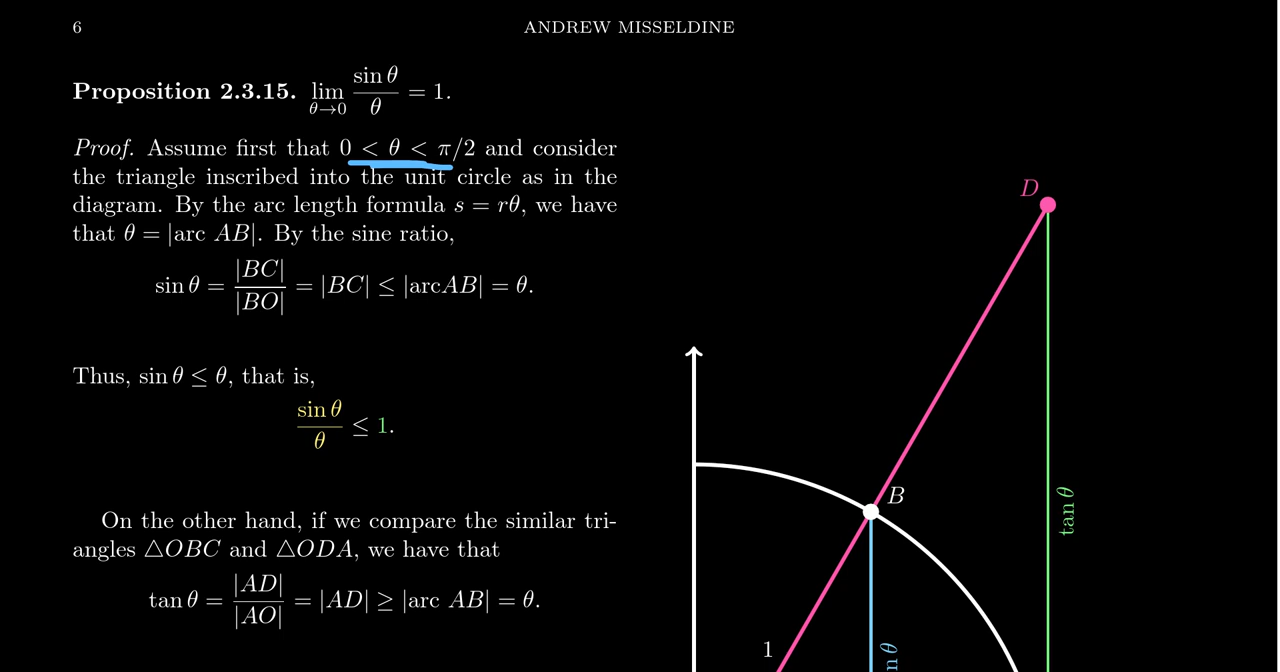 6
ANDREW MISSELDINE
Proposition 2.3.15. lim θ→0 sin θ / θ = 1.
Proof. Assume first that 0 < θ < π/2 and consider
the triangle inscribed into the unit circle as in the
diagram. By the arc length formula s = rθ, we have
that θ = |arc AB|. By the sine ratio,
sin θ = |BC| / |BO| = |BC| ≤ |arcAB| = θ.
Thus, sin θ ≤ θ, that is,
sin θ / θ ≤ 1.
On the other hand, if we compare the similar tri-
angles △OBC and △ODA, we have that
tan θ = |AD| / |AO| = |AD| ≥ |arc AB| = θ.
D
B
tan θ
1
n θ